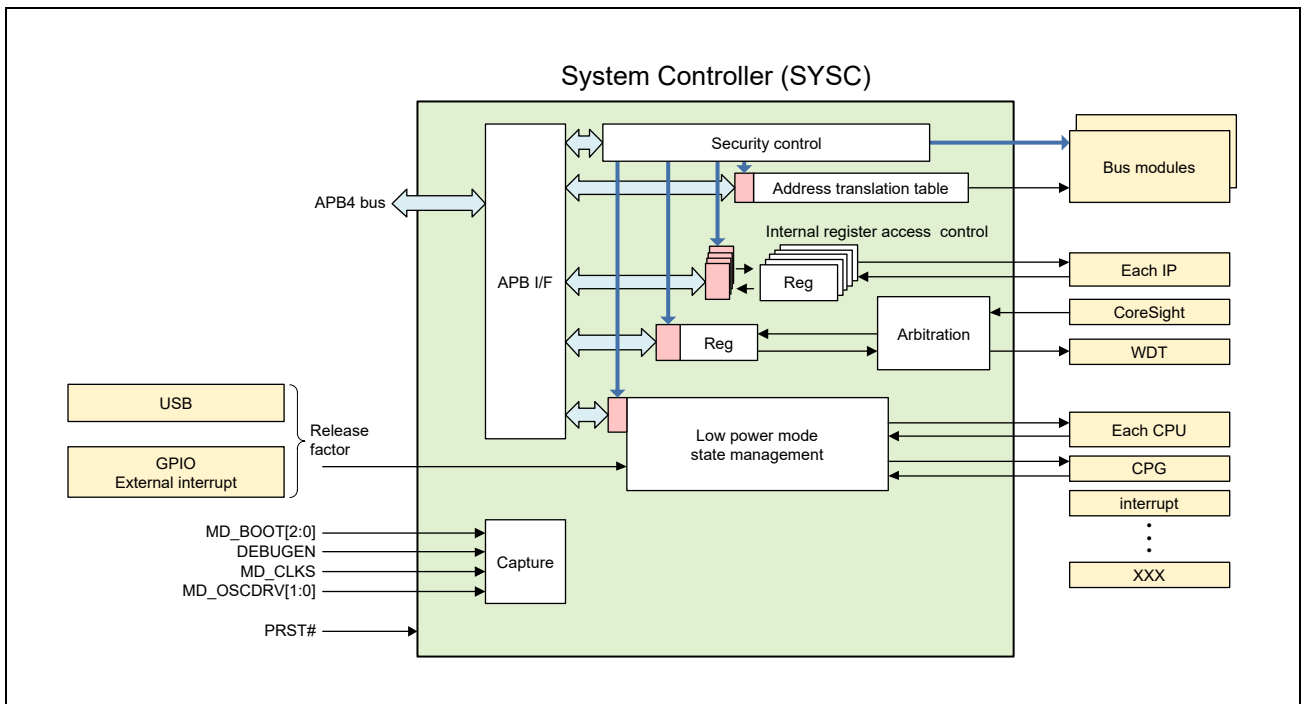 System Controller (SYSC)
Security control
Bus modules
Address translation table
APB4 bus
Internal register access control
APB I/F
Reg
Each IP
CoreSight
Arbitration
Reg
WDT
USB
Release
factor
GPIO
External interrupt
Low power mode
state management
Each CPU
CPG
interrupt
XXX
MD_BOOT[2:0]
DEBUGEN
MD_CLKS
MD_OSCDRV[1:0]
Capture
PRST#